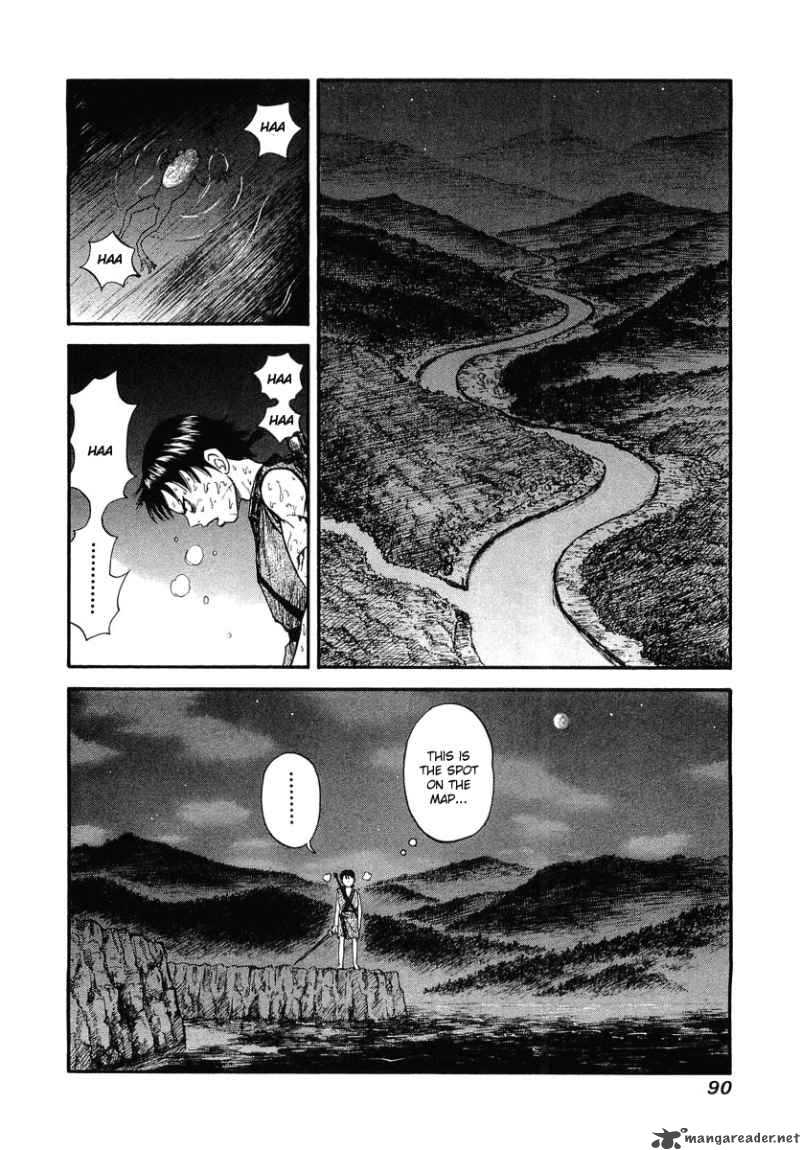 HAA
HAA
HAA
HAA
HAA
..........
..........
THIS IS
THE SPOT
ON THE
MAP...
90
mangareader.net